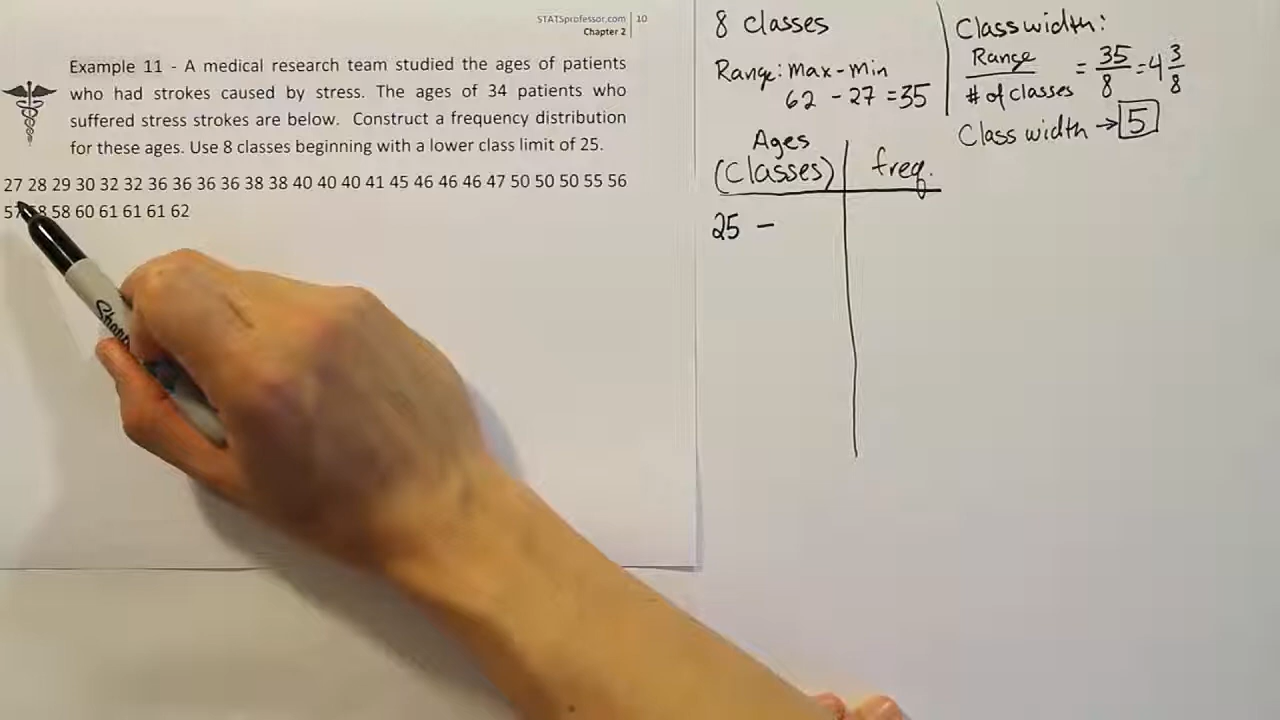 STATSprofessor.com 10
Chapter 2
Example 11 - A medical research team studied the ages of patients
who had strokes caused by stress. The ages of 34 patients who
suffered stress strokes are below. Construct a frequency distribution
for these ages. Use 8 classes beginning with a lower class limit of 25.
27 28 29 30 32 32 36 36 36 36 38 38 40 40 40 41 45 46 46 46 47 50 50 50 55 56
57 58 58 60 61 61 61 62
8 Classes
Range: Max-Min
62 - 27 = 35
Class width:
Range
# of classes
= 35/8 = 4 3/8
Class width → 5
Ages
(Classes) freq.
25 -
Sharp